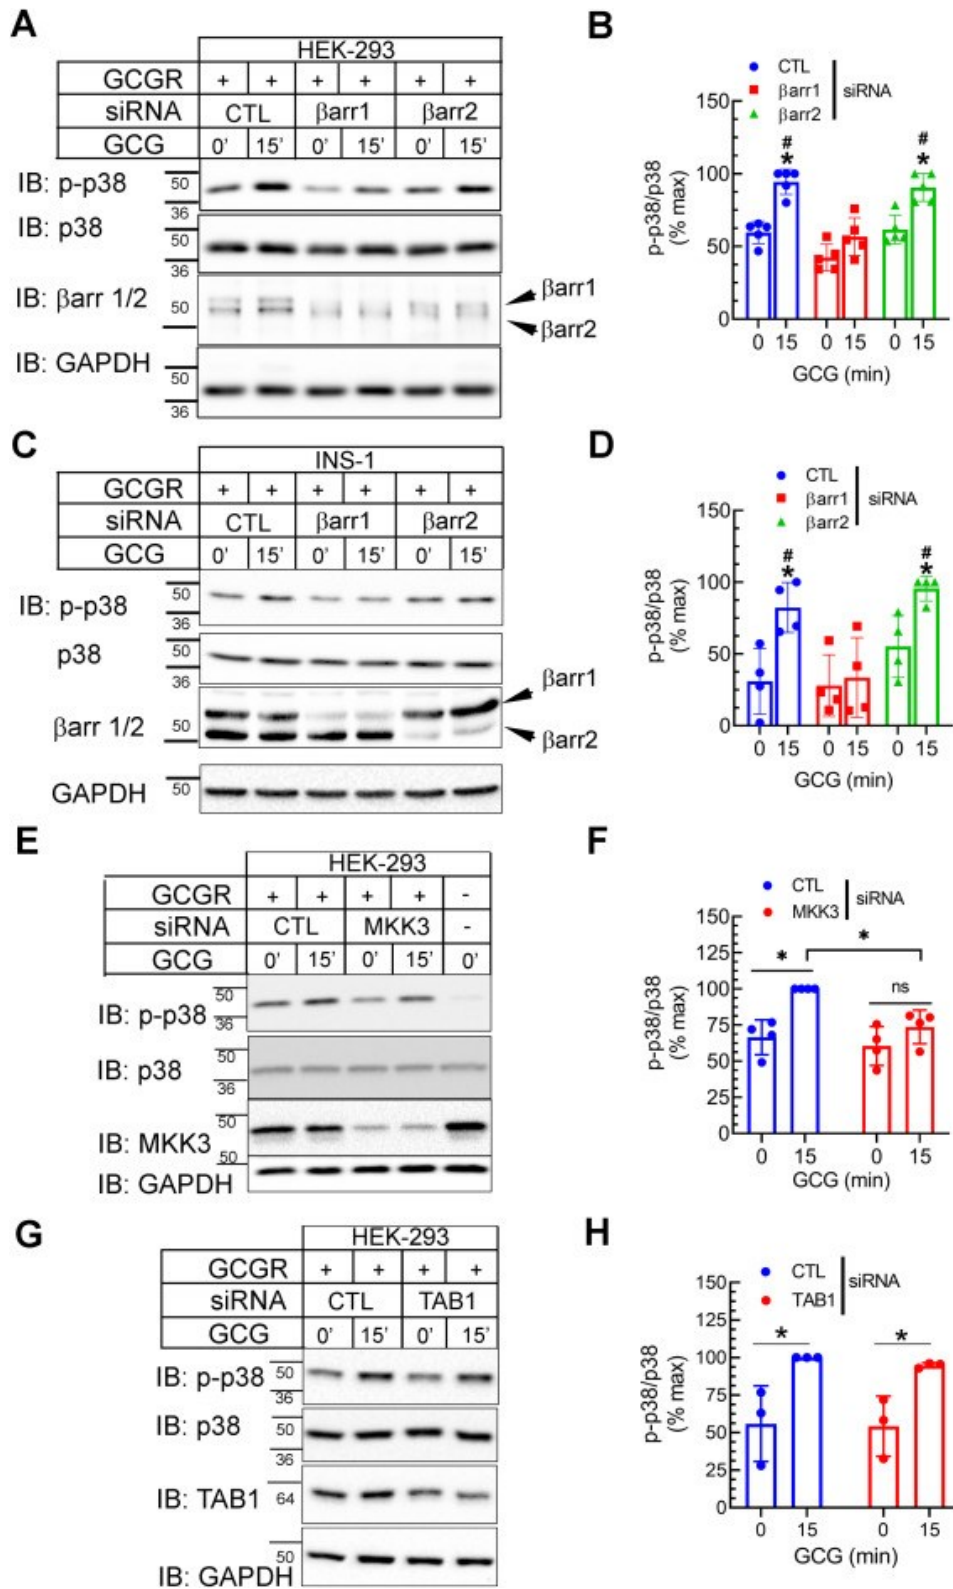 A
HEK-293
GCGR + + + + + +
siRNA CTL βarr1 βarr2
GCG 0' 15' 0' 15' 0' 15'
IB: p-p38 50
36
IB: p38 50
36
IB: βarr 1/2 50
βarr1
βarr2
IB: GAPDH 50
36
B
CTL
βarr1
βarr2
siRNA
150
100
50
0
p-p38/p38
(% max)
# *
# *
0 15 0 15 0 15
GCG (min)
C
INS-1
GCGR + + + + + +
siRNA CTL βarr1 βarr2
GCG 0' 15' 0' 15' 0' 15'
IB: p-p38 50
36
p38 50
36
βarr 1/2 50
βarr1
βarr2
GAPDH 50
D
CTL
βarr1
βarr2
siRNA
150
100
50
0
p-p38/p38
(% max)
# *
# *
0 15 0 15 0 15
GCG (min)
E
HEK-293
GCGR + + + + -
siRNA CTL MKK3 -
GCG 0' 15' 0' 15' 0'
IB: p-p38 50
36
IB: p38 50
36
IB: MKK3 50
IB: GAPDH 50
F
CTL
MKK3
siRNA
150
125
100
75
50
25
0
p-p38/p38
(% max)
*
*
ns
0 15 0 15
GCG (min)
G
HEK-293
GCGR + + + +
siRNA CTL TAB1
GCG 0' 15' 0' 15'
IB: p-p38 50
36
IB: p38 50
36
IB: TAB1 64
IB: GAPDH 50
H
CTL
TAB1
siRNA
150
125
100
75
50
25
0
p-p38/p38
(% max)
*
*
0 15 0 15
GCG (min)